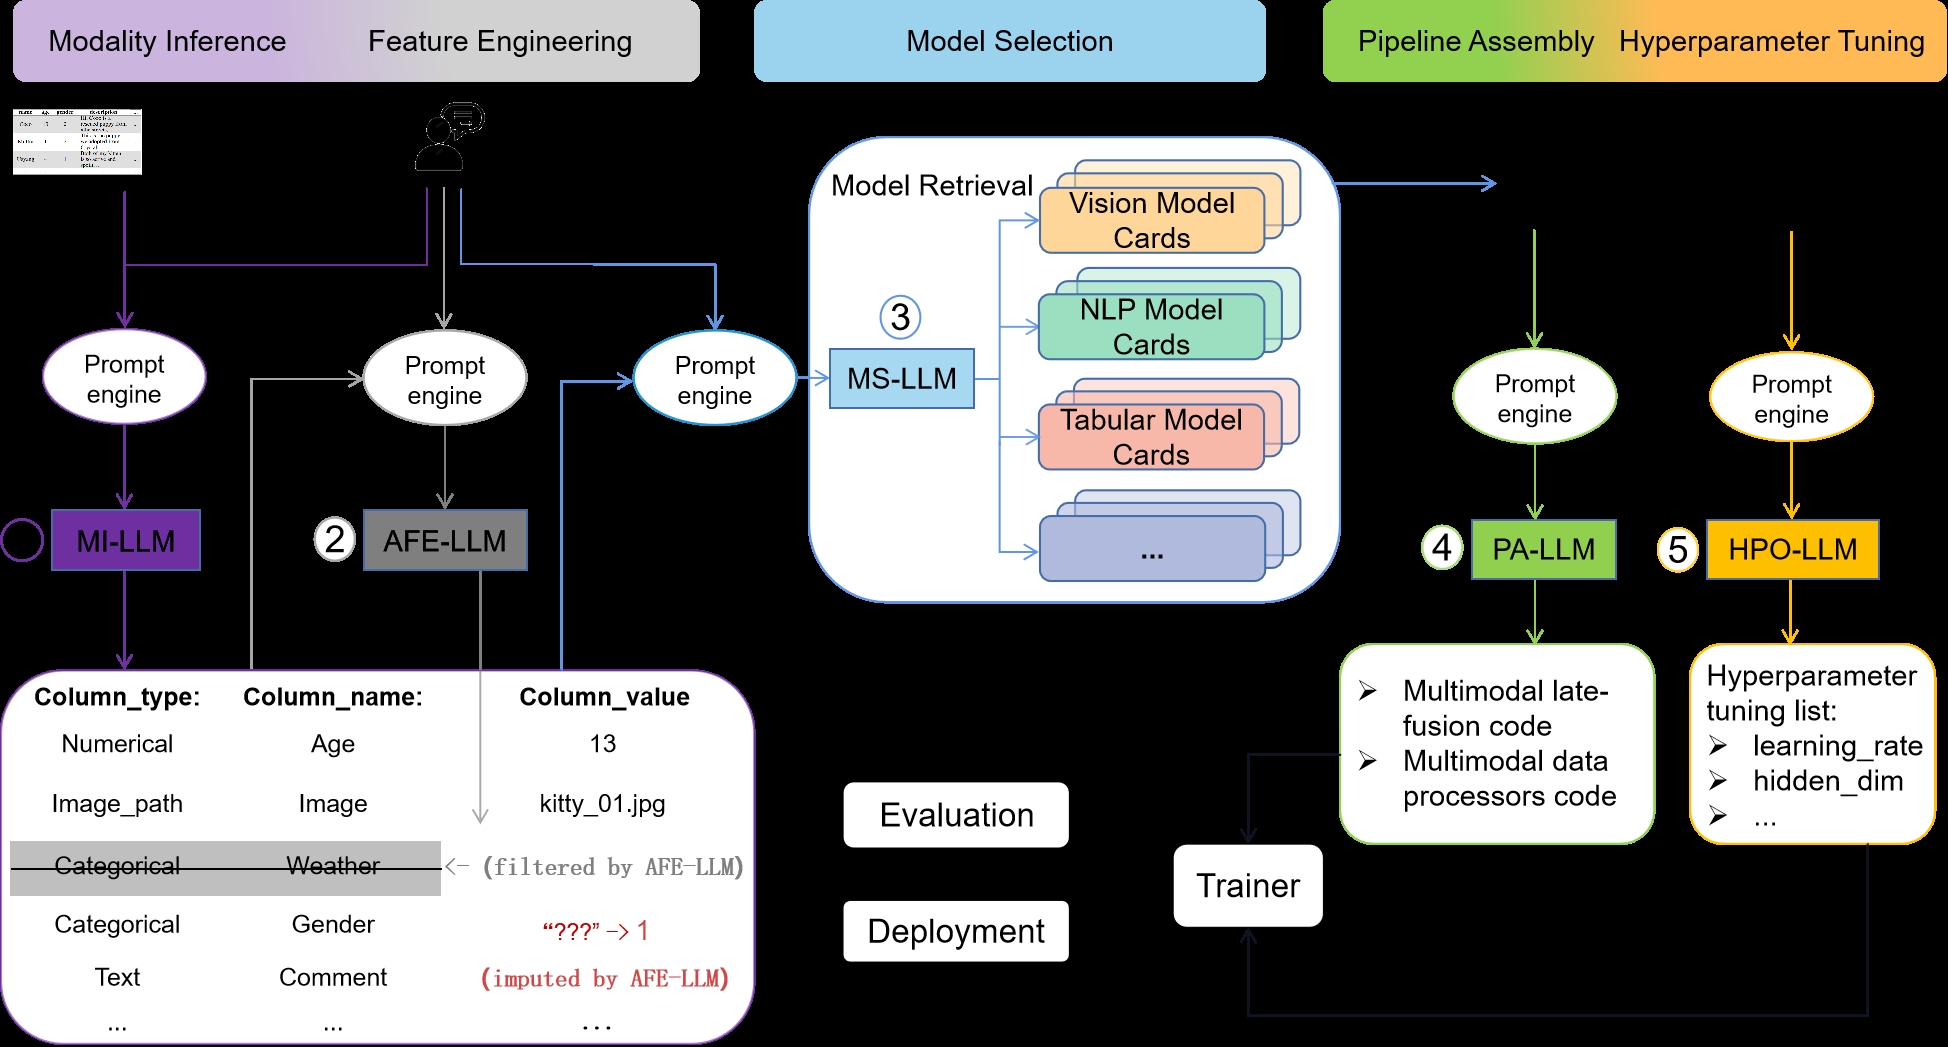 Modality Inference
Feature Engineering
Model Selection
Pipeline Assembly
Hyperparameter Tuning
name age gender description ...
Model Retrieval
Vision Model
Cards
NLP Model
Cards
Tabular Model
Cards
...
3
MS-LLM
Prompt
engine
Prompt
engine
Prompt
engine
Prompt
engine
Prompt
engine
MI-LLM
2
AFE-LLM
4
PA-LLM
5
HPO-LLM
Column_type: Column_name: Column_value
Numerical Age 13
Image_path Image kitty_01.jpg
Categorical Weather <- (filtered by AFE-LLM)
Categorical Gender “???” -> 1
Text Comment (imputed by AFE-LLM)
... ... ...
Evaluation
Deployment
Trainer
➢ Multimodal late-
fusion code
➢ Multimodal data
processors code
Hyperparameter
tuning list:
➢ learning_rate
➢ hidden_dim
➢ ...